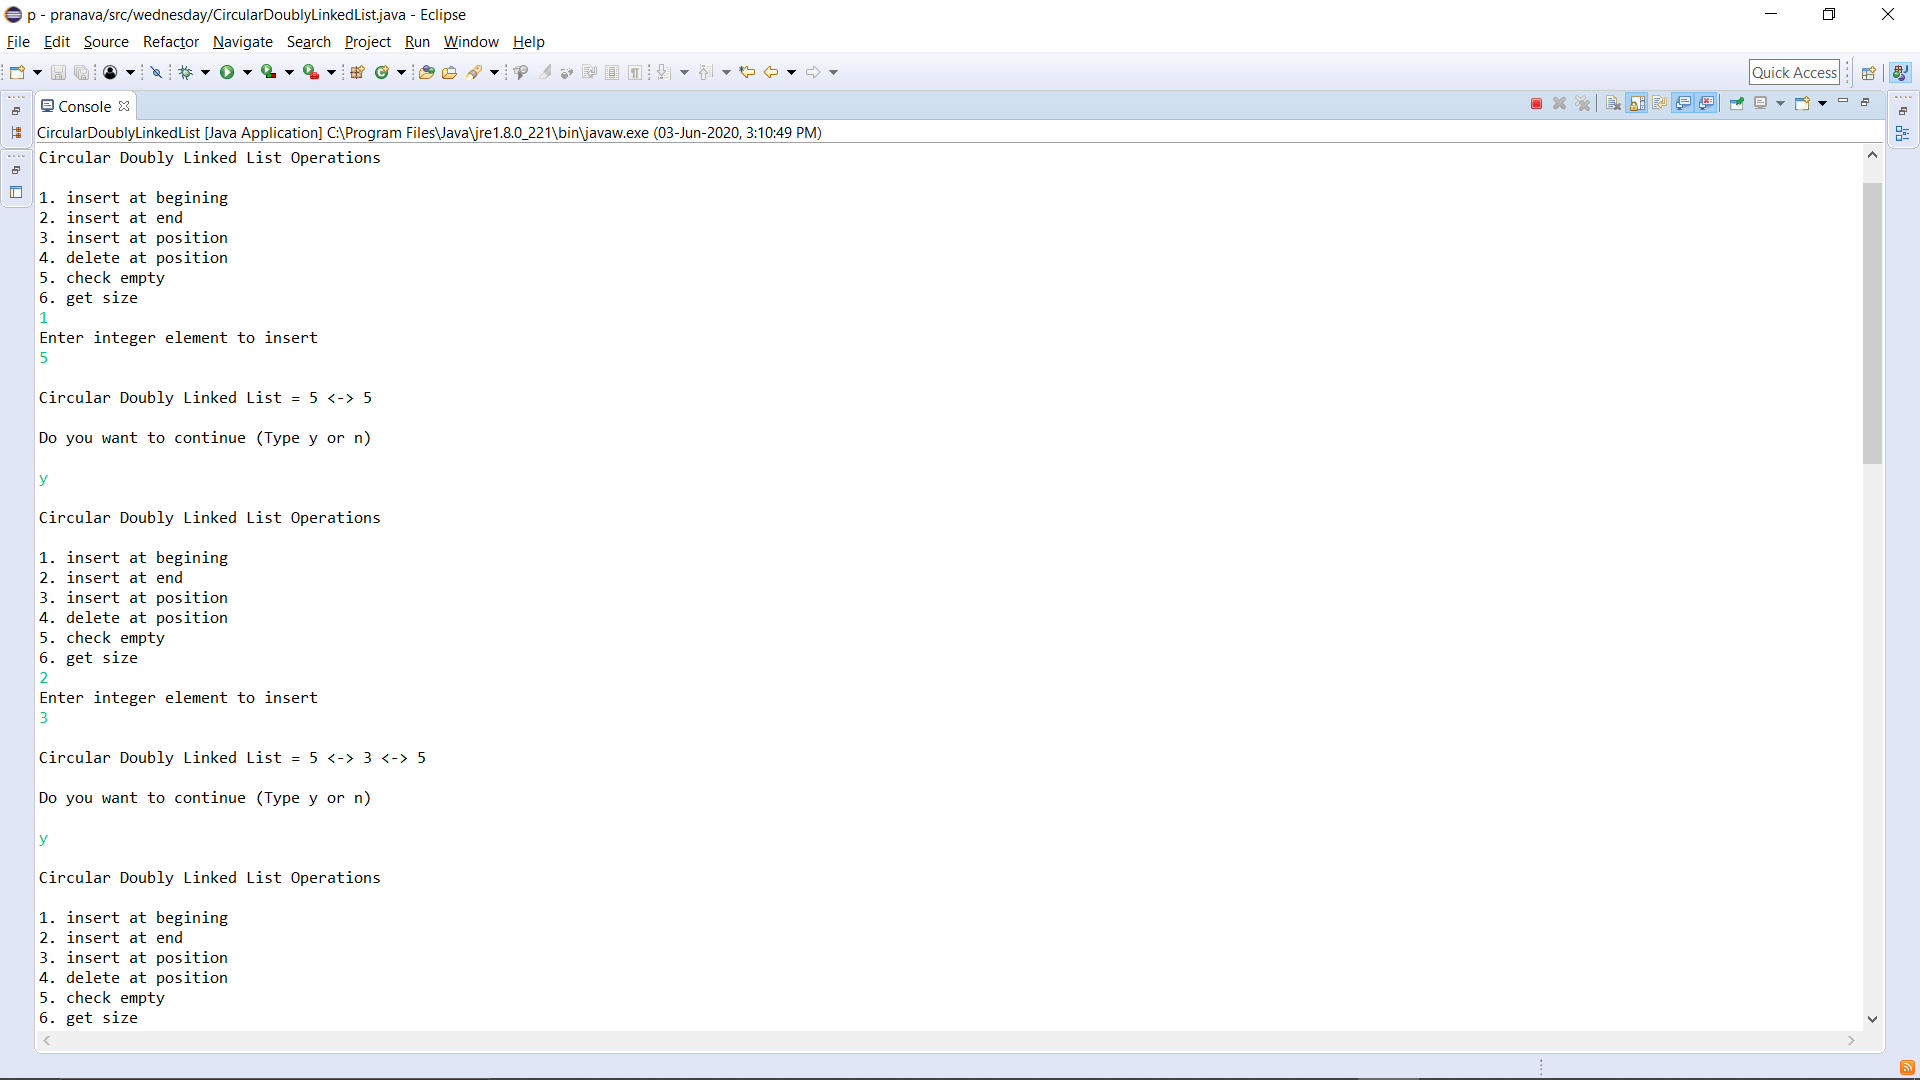 p - pranava/src/wednesday/CircularDoublyLinkedList.java - Eclipse
File Edit Source Refactor Navigate Search Project Run Window Help
Quick Access
Console
CircularDoublyLinkedList [Java Application] C:\Program Files\Java\jre1.8.0_221\bin\javaw.exe (03-Jun-2020, 3:10:49 PM)
Circular Doubly Linked List Operations
1. insert at begining
2. insert at end
3. insert at position
4. delete at position
5. check empty
6. get size
1
Enter integer element to insert
5
Circular Doubly Linked List = 5 <-> 5
Do you want to continue (Type y or n)
y
Circular Doubly Linked List Operations
1. insert at begining
2. insert at end
3. insert at position
4. delete at position
5. check empty
6. get size
2
Enter integer element to insert
3
Circular Doubly Linked List = 5 <-> 3 <-> 5
Do you want to continue (Type y or n)
y
Circular Doubly Linked List Operations
1. insert at begining
2. insert at end
3. insert at position
4. delete at position
5. check empty
6. get size